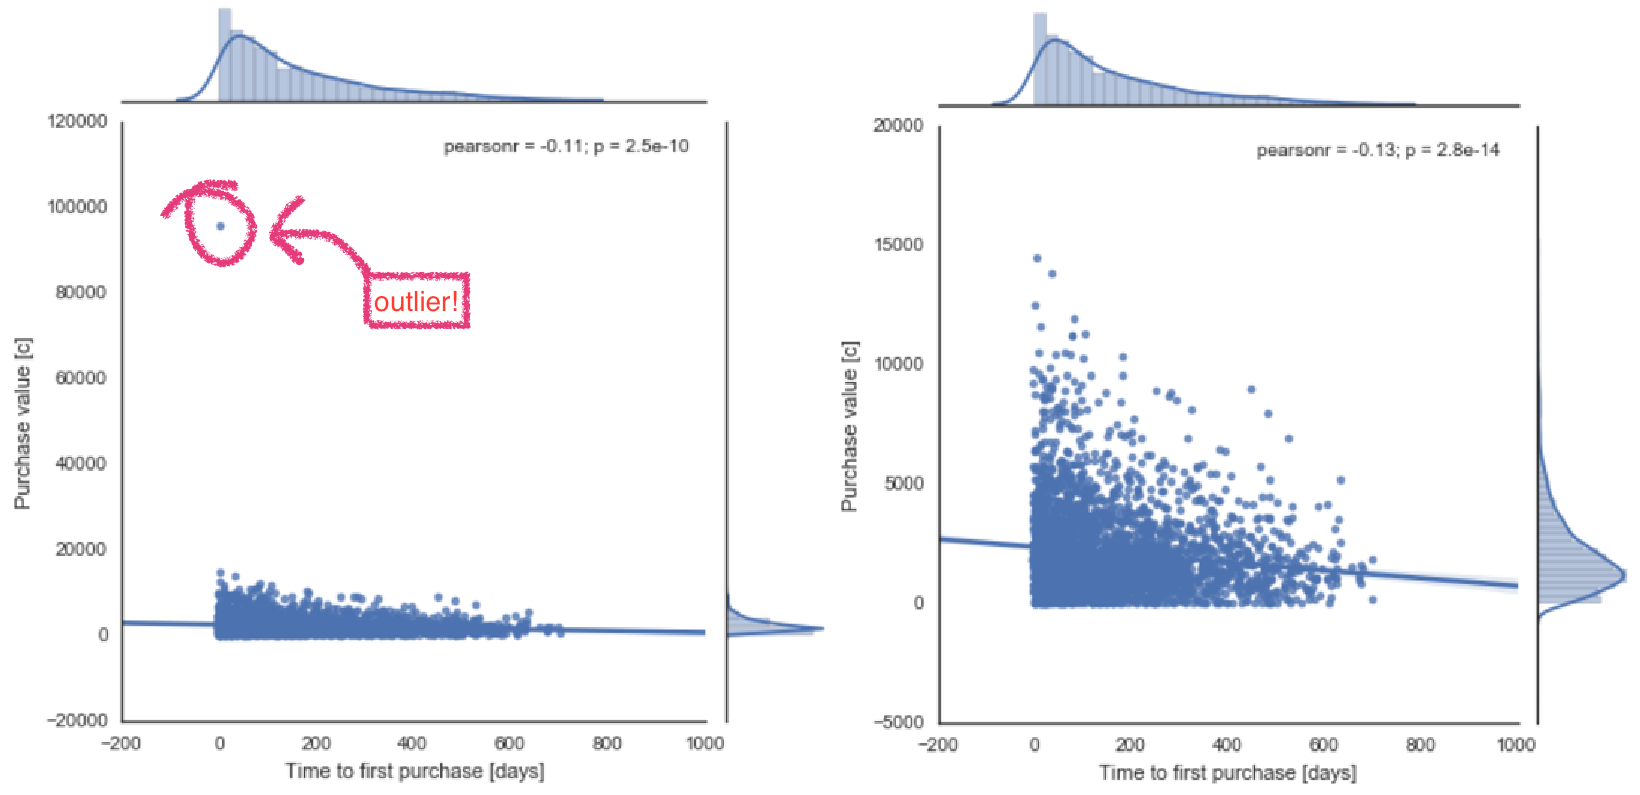 120000
pearsonr = -0.11; p = 2.5e-10
100000
outlier!
80000
60000
40000
20000
0
−20000
Purchase value [c]
−200 0 200 400 600 800 1000
Time to first purchase [days]
20000
pearsonr = -0.13; p = 2.8e-14
15000
10000
5000
0
−5000
Purchase value [c]
−200 0 200 400 600 800 1000
Time to first purchase [days]